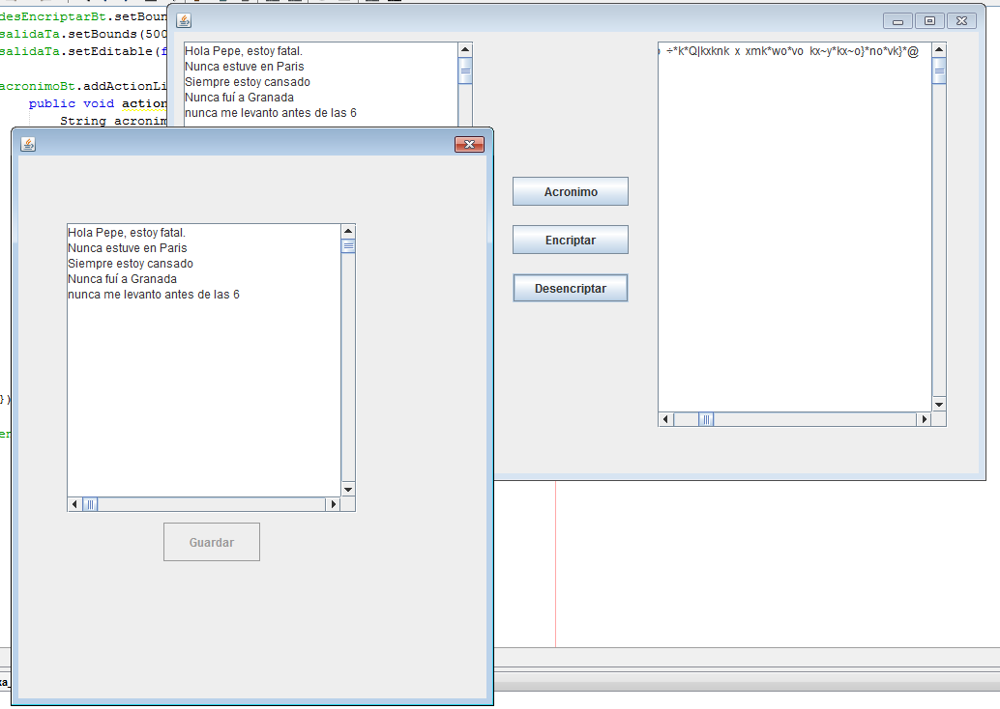 desEncriptarBt.setBoun
salidaTa.setBounds(500
salidaTa.setEditable(f
acronimoBt.addActionLi
public void action
String acronim
})
en
Hola Pepe, estoy fatal.
Nunca estuve en Paris
Siempre estoy cansado
Nunca fuí a Granada
nunca me levanto antes de las 6
Acronimo
Encriptar
Desencriptar
÷*k*Q|kxknk x xmk*wo*vo kx~y*kx~o}*no*vk}*@
Hola Pepe, estoy fatal.
Nunca estuve en Paris
Siempre estoy cansado
Nunca fuí a Granada
nunca me levanto antes de las 6
Guardar